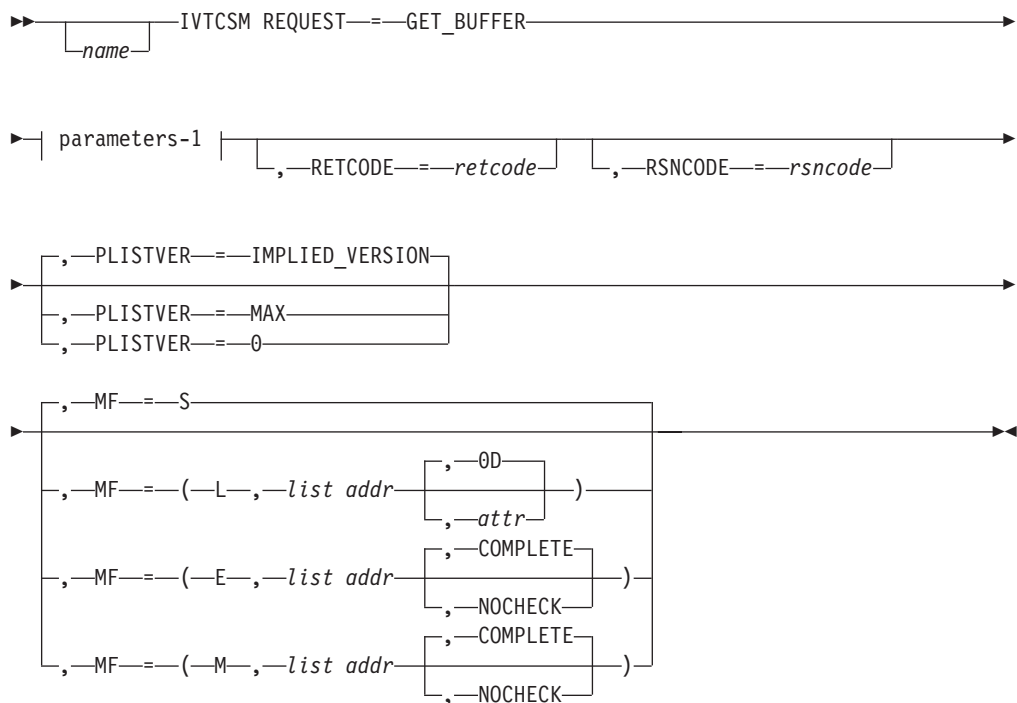 IVTCSM REQUEST = GET_BUFFER
name
parameters-1
, RETCODE = retcode , RSNCODE = rsncode
, PLISTVER = IMPLIED_VERSION
, PLISTVER = MAX
, PLISTVER = 0
, MF = S
, 0D
, MF = ( L , list addr )
, attr
, COMPLETE
, MF = ( E , list addr )
, NOCHECK
, COMPLETE
, MF = ( M , list addr )
, NOCHECK